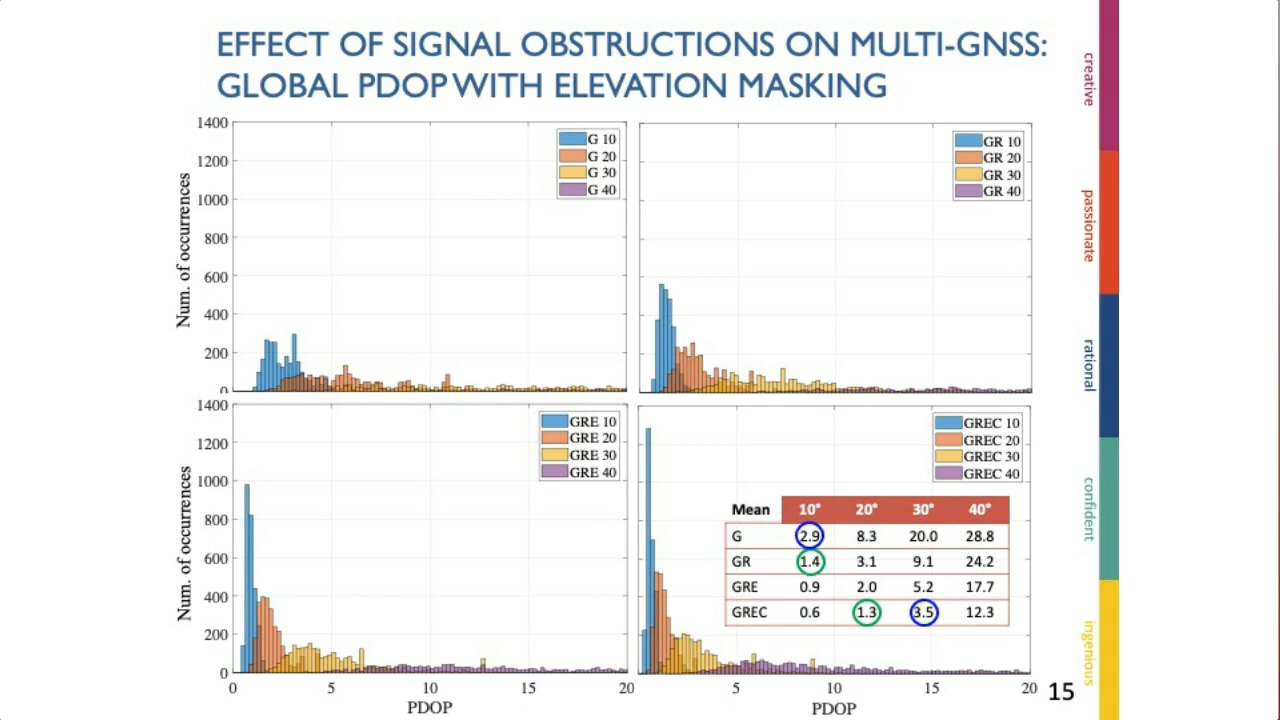 EFFECT OF SIGNAL OBSTRUCTIONS ON MULTI-GNSS:
GLOBAL PDOP WITH ELEVATION MASKING
1400
1200
1000
800
600
400
200
0
Num. of occurrences
G 10
G 20
G 30
G 40
GR 10
GR 20
GR 30
GR 40
1400
1200
1000
800
600
400
200
0
Num. of occurrences
GRE 10
GRE 20
GRE 30
GRE 40
0 5 10 15 20
PDOP
GREC 10
GREC 20
GREC 30
GREC 40
Mean 10° 20° 30° 40°
G 2.9 8.3 20.0 28.8
GR 1.4 3.1 9.1 24.2
GRE 0.9 2.0 5.2 17.7
GREC 0.6 1.3 3.5 12.3
5 10 15 20
PDOP
15
creative
passionate
rational
confident
ingenious